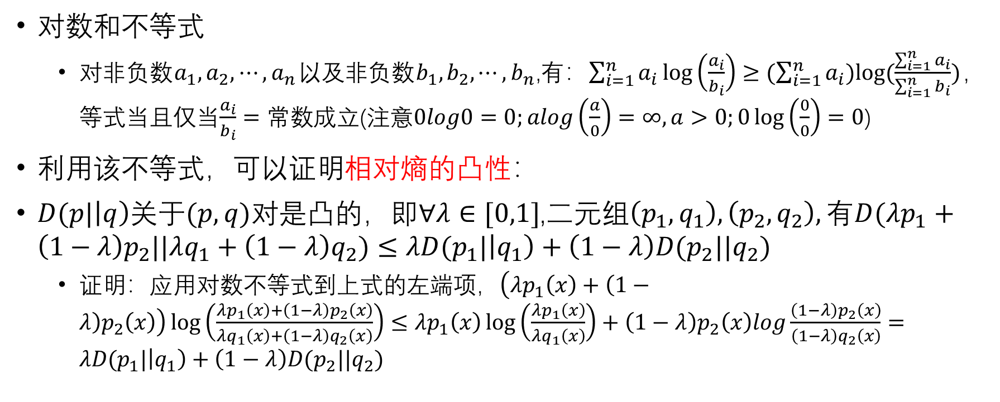 • 对数和不等式
• 对非负数$a_1, a_2, \cdots, a_n$以及非负数$b_1, b_2, \cdots, b_n$,有：$\sum_{i=1}^{n} a_i \log\left(\frac{a_i}{b_i}\right) \geq (\sum_{i=1}^{n} a_i)\log(\frac{\sum_{i=1}^{n} a_i}{\sum_{i=1}^{n} b_i})$，
等式当且仅当$\frac{a_i}{b_i} =$ 常数成立(注意$0log0 = 0; alog\left(\frac{a}{0}\right) = \infty, a > 0; 0\log\left(\frac{0}{0}\right) = 0$)
• 利用该不等式，可以证明相对熵的凸性：
• $D(p||q)$关于$(p, q)$对是凸的，即$\forall\lambda \in [0,1]$,二元组$(p_1, q_1), (p_2, q_2)$, 有$D(\lambda p_1 +$
$(1 - \lambda)p_2||\lambda q_1 + (1 - \lambda)q_2) \leq \lambda D(p_1||q_1) + (1 - \lambda)D(p_2||q_2)$
• 证明：应用对数不等式到上式的左端项，$(\lambda p_1(x) + (1 -$
$\lambda)p_2(x))\log\left(\frac{\lambda p_1(x)+(1-\lambda)p_2(x)}{\lambda q_1(x)+(1-\lambda)q_2(x)}\right) \leq \lambda p_1(x)\log\left(\frac{\lambda p_1(x)}{\lambda q_1(x)}\right) + (1 - \lambda)p_2(x)log\frac{(1-\lambda)p_2(x)}{(1-\lambda)q_2(x)} =$
$\lambda D(p_1||q_1) + (1 - \lambda)D(p_2||q_2)$